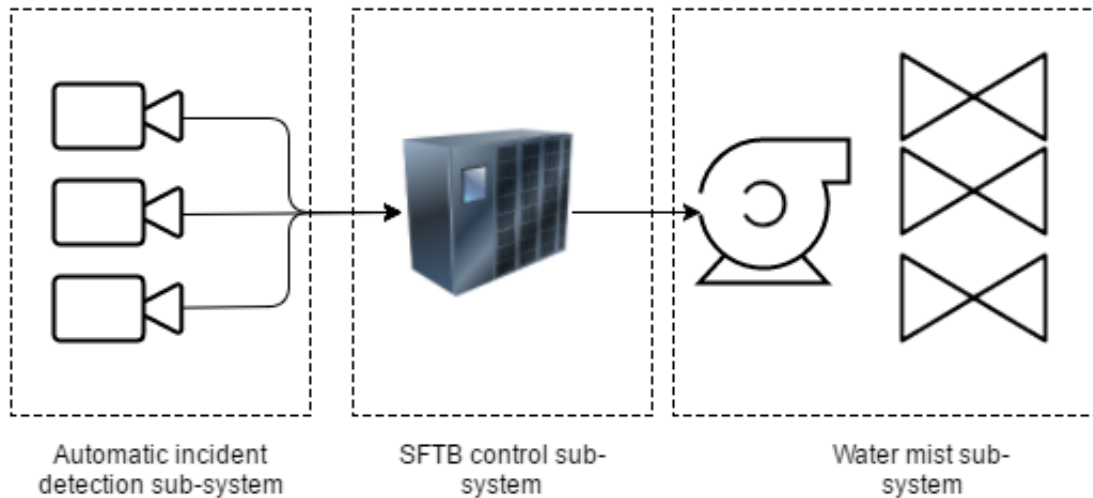 Automatic incident
detection sub-system
SFTB control sub-
system
Water mist sub-
system